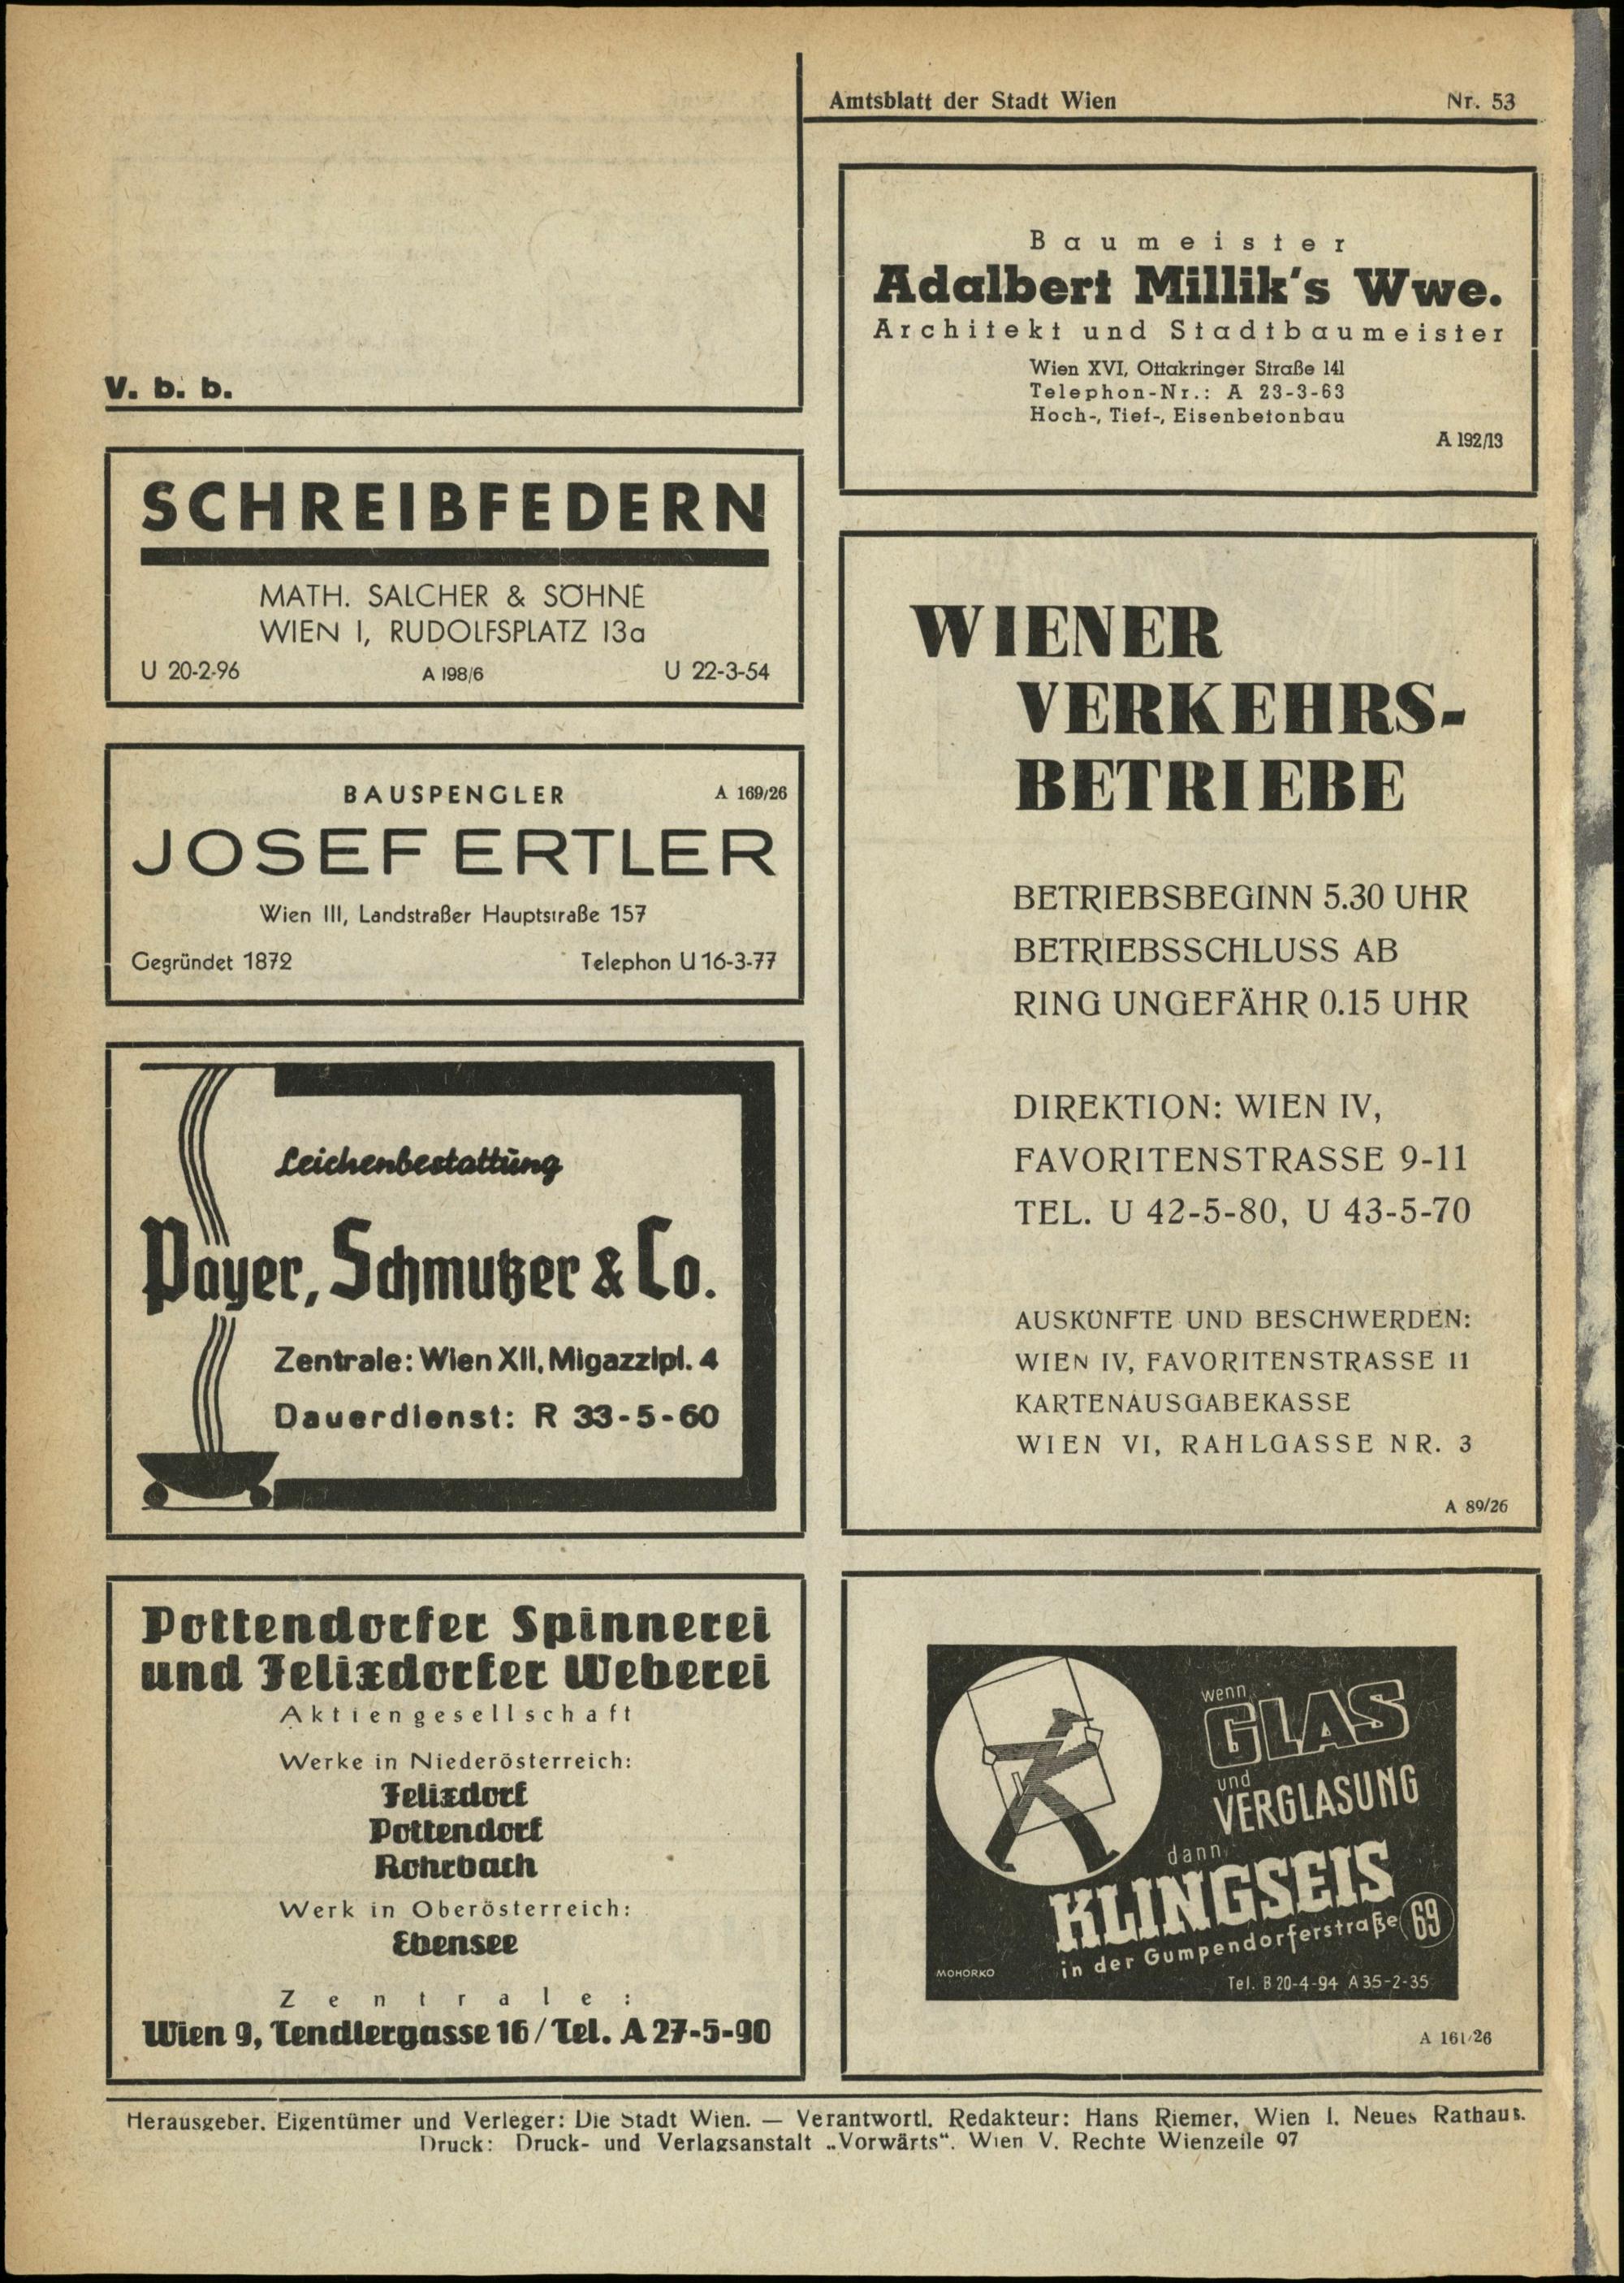 Amtsblatt der Stadt Wien Nr. 53
V. b. b.
SCHREIBFEDERN
MATH. SALCHER & SÖHNE
WIEN I, RUDOLFSPLATZ 13a
U 20-2-96 A 198/6 U 22-3-54
BAUSPENGLER A 169/26
JOSEF ERTLER
Wien III, Landstraßer Hauptstraße 157
Gegründet 1872 Telephon U 16-3-77
Leichenbestattung
Payer, Schmutzer & Co.
Zentrale: Wien XII, Migazzipl. 4
Dauerdienst: R 33-5-60
Pottendorfer Spinnerei
und Felixdorfer Weberei
Aktiengesellschaft
Werke in Niederösterreich:
Felixdorf
Pottendorf
Rohrbach
Werk in Oberösterreich:
Ebensee
Zentrale:
Wien 9, Tendlergasse 16 / Tel. A 27-5-90
Baumeister
Adalbert Millik's Wwe.
Architekt und Stadtbaumeister
Wien XVI, Ottakringer Straße 141
Telephon-Nr.: A 23-3-63
Hoch-, Tief-, Eisenbetonbau
A 192/13
WIENER
VERKEHRS-
BETRIEBE
BETRIEBSBEGINN 5.30 UHR
BETRIEBSSCHLUSS AB
RING UNGEFÄHR 0.15 UHR
DIREKTION: WIEN IV,
FAVORITENSTRASSE 9-11
TEL. U 42-5-80, U 43-5-70
AUSKÜNFTE UND BESCHWERDEN:
WIEN IV, FAVORITENSTRASSE 11
KARTENAUSGABEKASSE
WIEN VI, RAHLGASSE NR. 3
A 89/26
wenn
GLAS
und
VERGLASUNG
dann
KLINGSEIS
in der Gumpendorferstraße 69
MOHORKO
Tel. B 20-4-94 A 35-2-35
A 161/26
Herausgeber, Eigentümer und Verleger: Die Stadt Wien. — Verantwortl. Redakteur: Hans Riemer, Wien I, Neues Rathaus.
Druck: Druck- und Verlagsanstalt „Vorwärts“, Wien V, Rechte Wienzeile 97